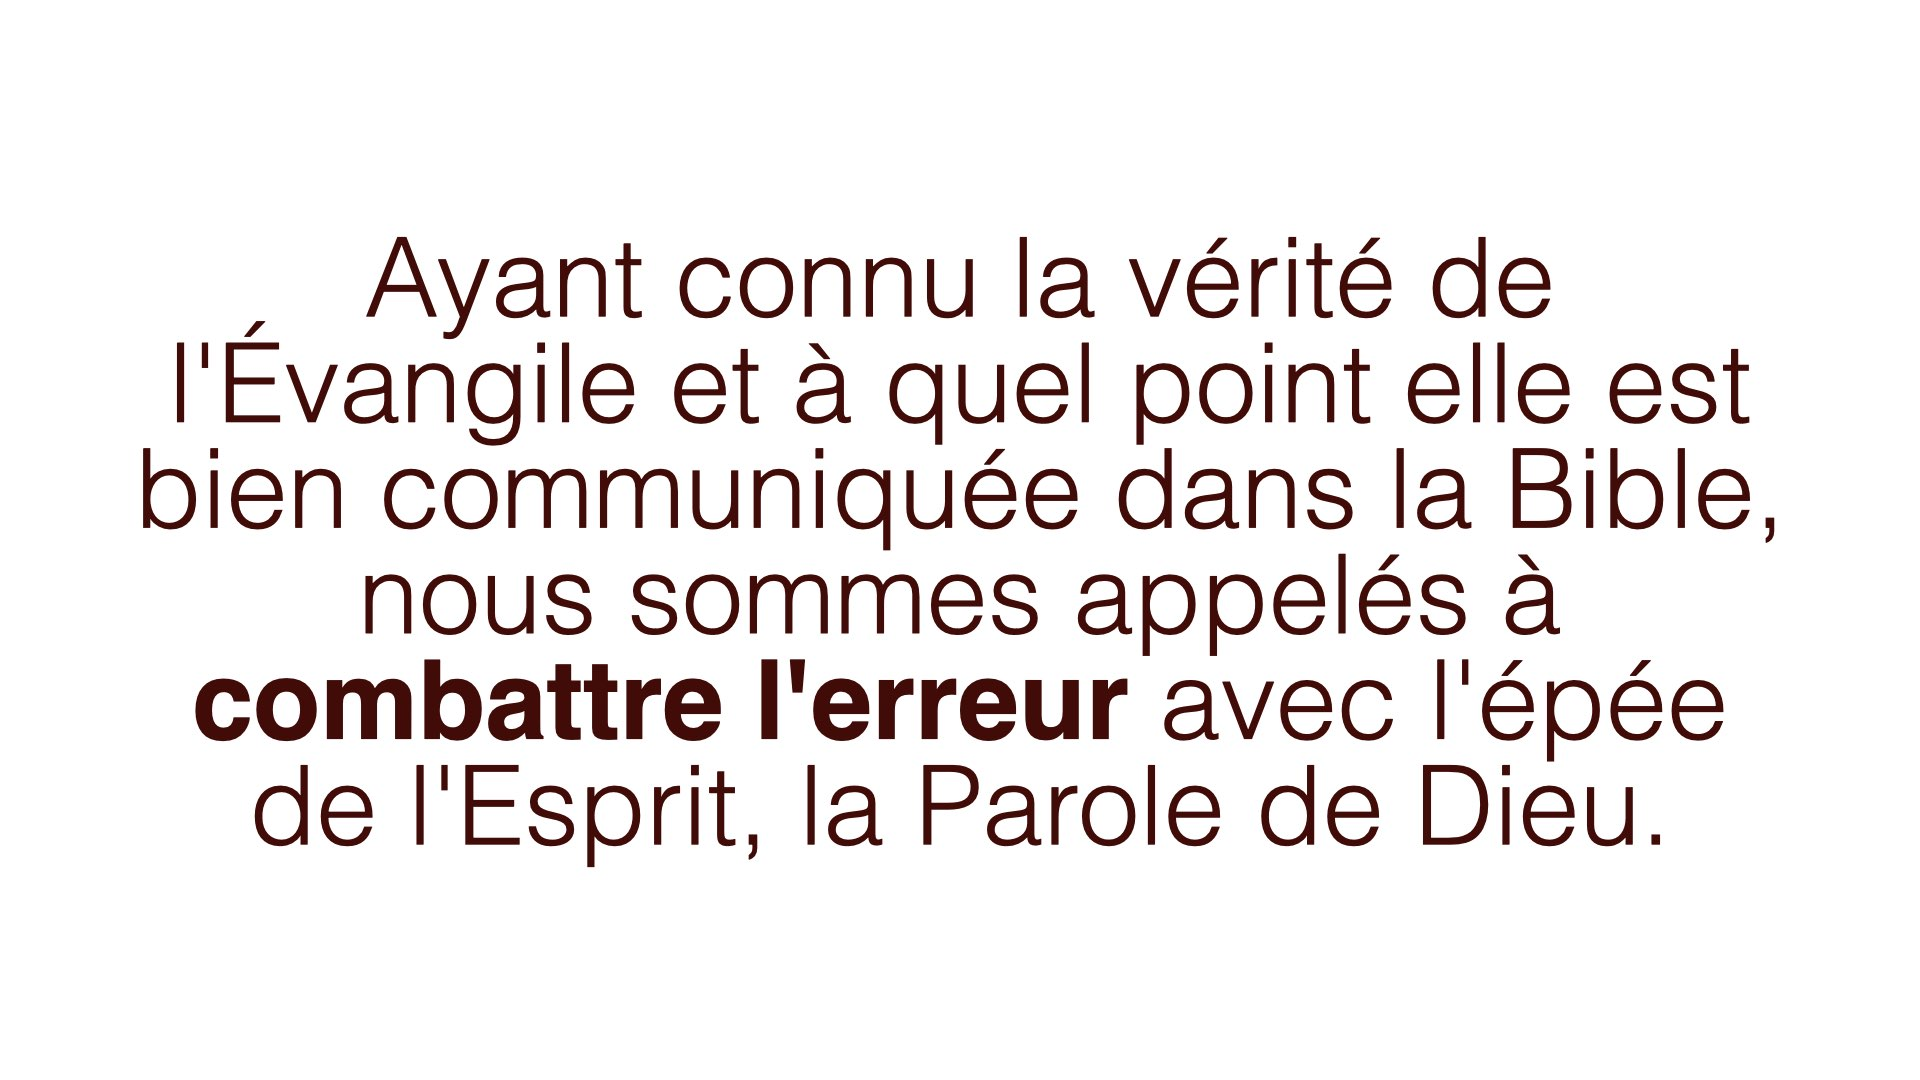 Ayant connu la vérité de
l'Évangile et à quel point elle est
bien communiquée dans la Bible,
nous sommes appelés à
combattre l'erreur avec l'épée
de l'Esprit, la Parole de Dieu.